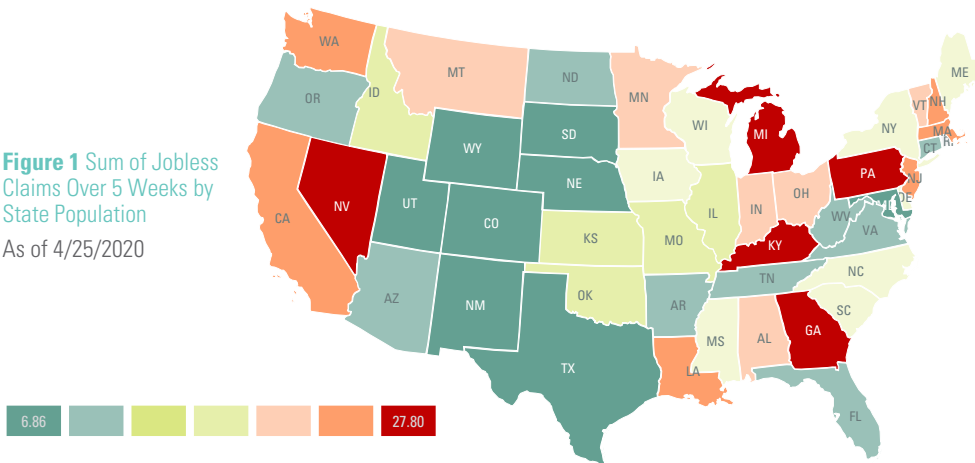 Figure 1 Sum of Jobless
Claims Over 5 Weeks by
State Population
As of 4/25/2020
WA
MT
ND
MN
ME
OR
ID
WI
VT
NH
NY
MA
RI
CT
SD
MI
WY
IA
PA
NJ
NE
OH
DE
MD
NV
UT
IL
IN
CA
CO
WV
VA
KS
MO
KY
AZ
NM
OK
TN
NC
AR
SC
MS
AL
GA
TX
LA
FL
6.86
27.80